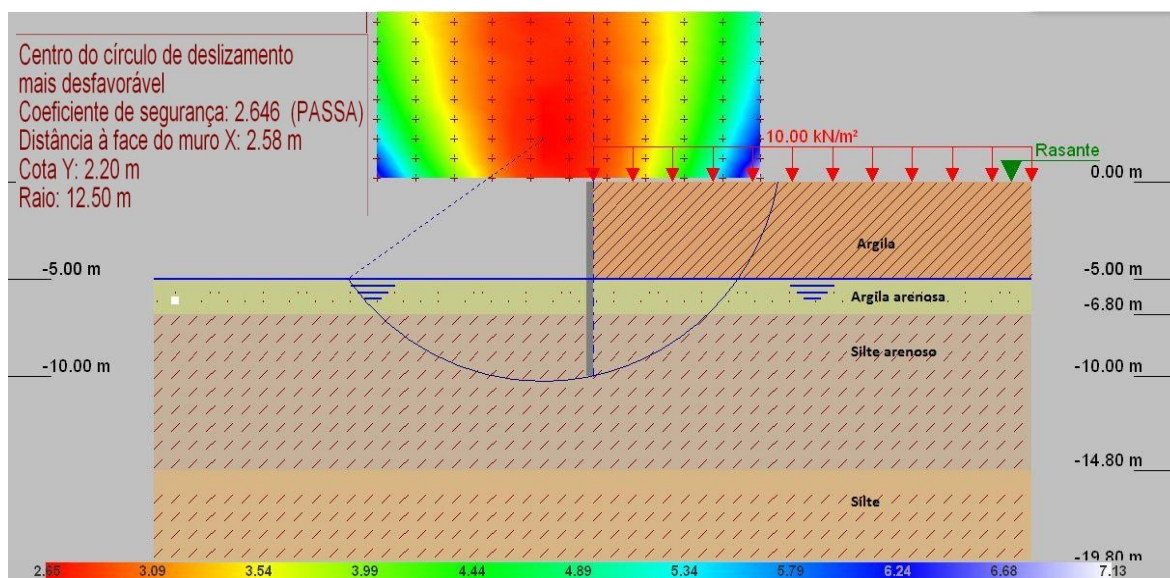 Centro do círculo de deslizamento
mais desfavorável
Coeficiente de segurança: 2.646 (PASSA)
Distância à face do muro X: 2.58 m
Cota Y: 2.20 m
Raio: 12.50 m
10.00 kN/m²
Rasante
0.00 m
Argila
-5.00 m
-5.00 m
Argila arenosa
-6.80 m
Silte arenoso
-10.00 m
-10.00 m
-14.80 m
Silte
-19.80 m
2.65 3.09 3.54 3.99 4.44 4.89 5.34 5.79 6.24 6.68 7.13